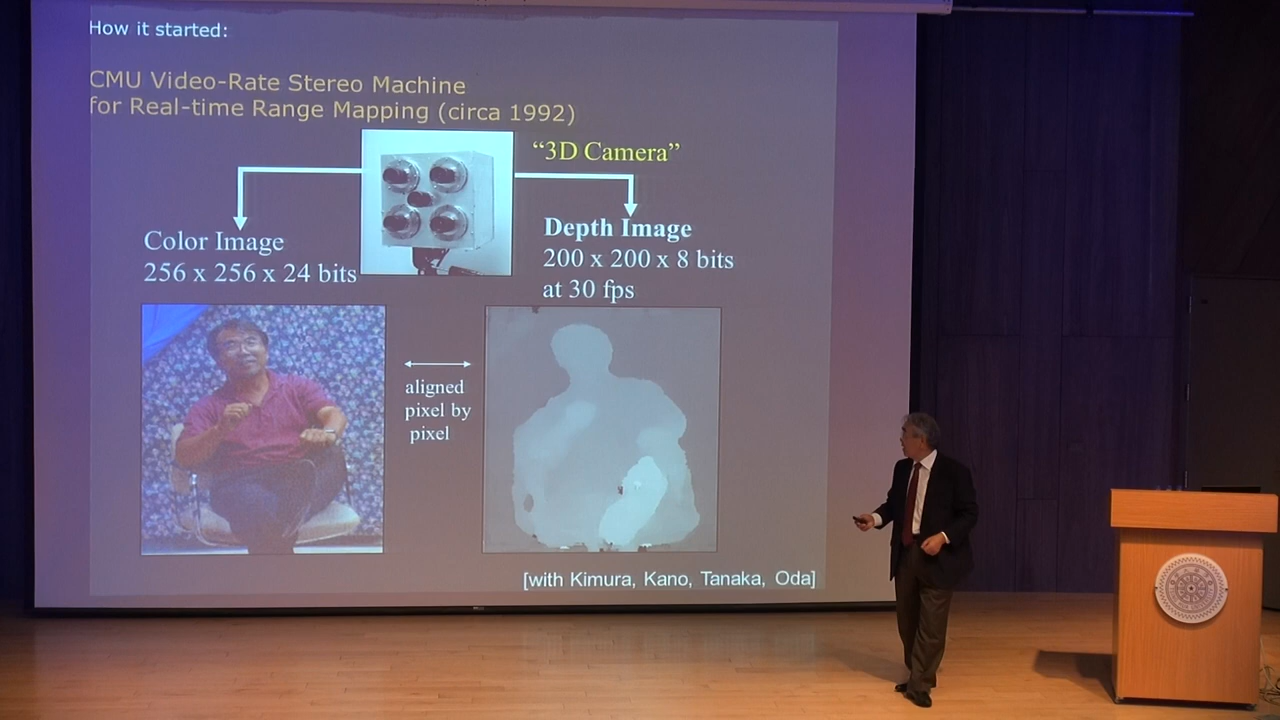 How it started:
CMU Video-Rate Stereo Machine
for Real-time Range Mapping (circa 1992)
“3D Camera”
Color Image
256 x 256 x 24 bits
Depth Image
200 x 200 x 8 bits
at 30 fps
aligned
pixel by
pixel
[with Kimura, Kano, Tanaka, Oda]